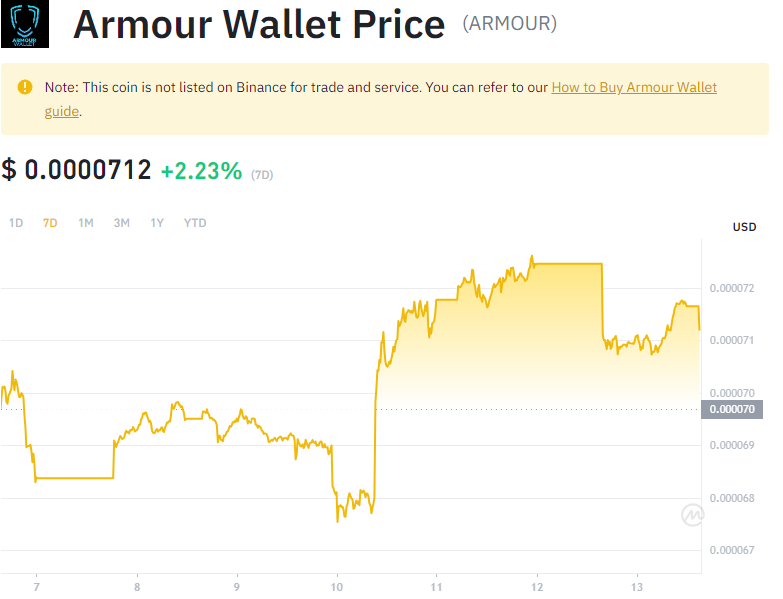 ARMOUR
WALLET
Armour Wallet Price (ARMOUR)
Note: This coin is not listed on Binance for trade and service. You can refer to our How to Buy Armour Wallet
guide.
$ 0.0000712 +2.23% (7D)
1D 7D 1M 3M 1Y YTD
USD
0.000072
0.000071
0.000070
0.000070
0.000069
0.000068
0.000067
7 8 9 10 11 12 13